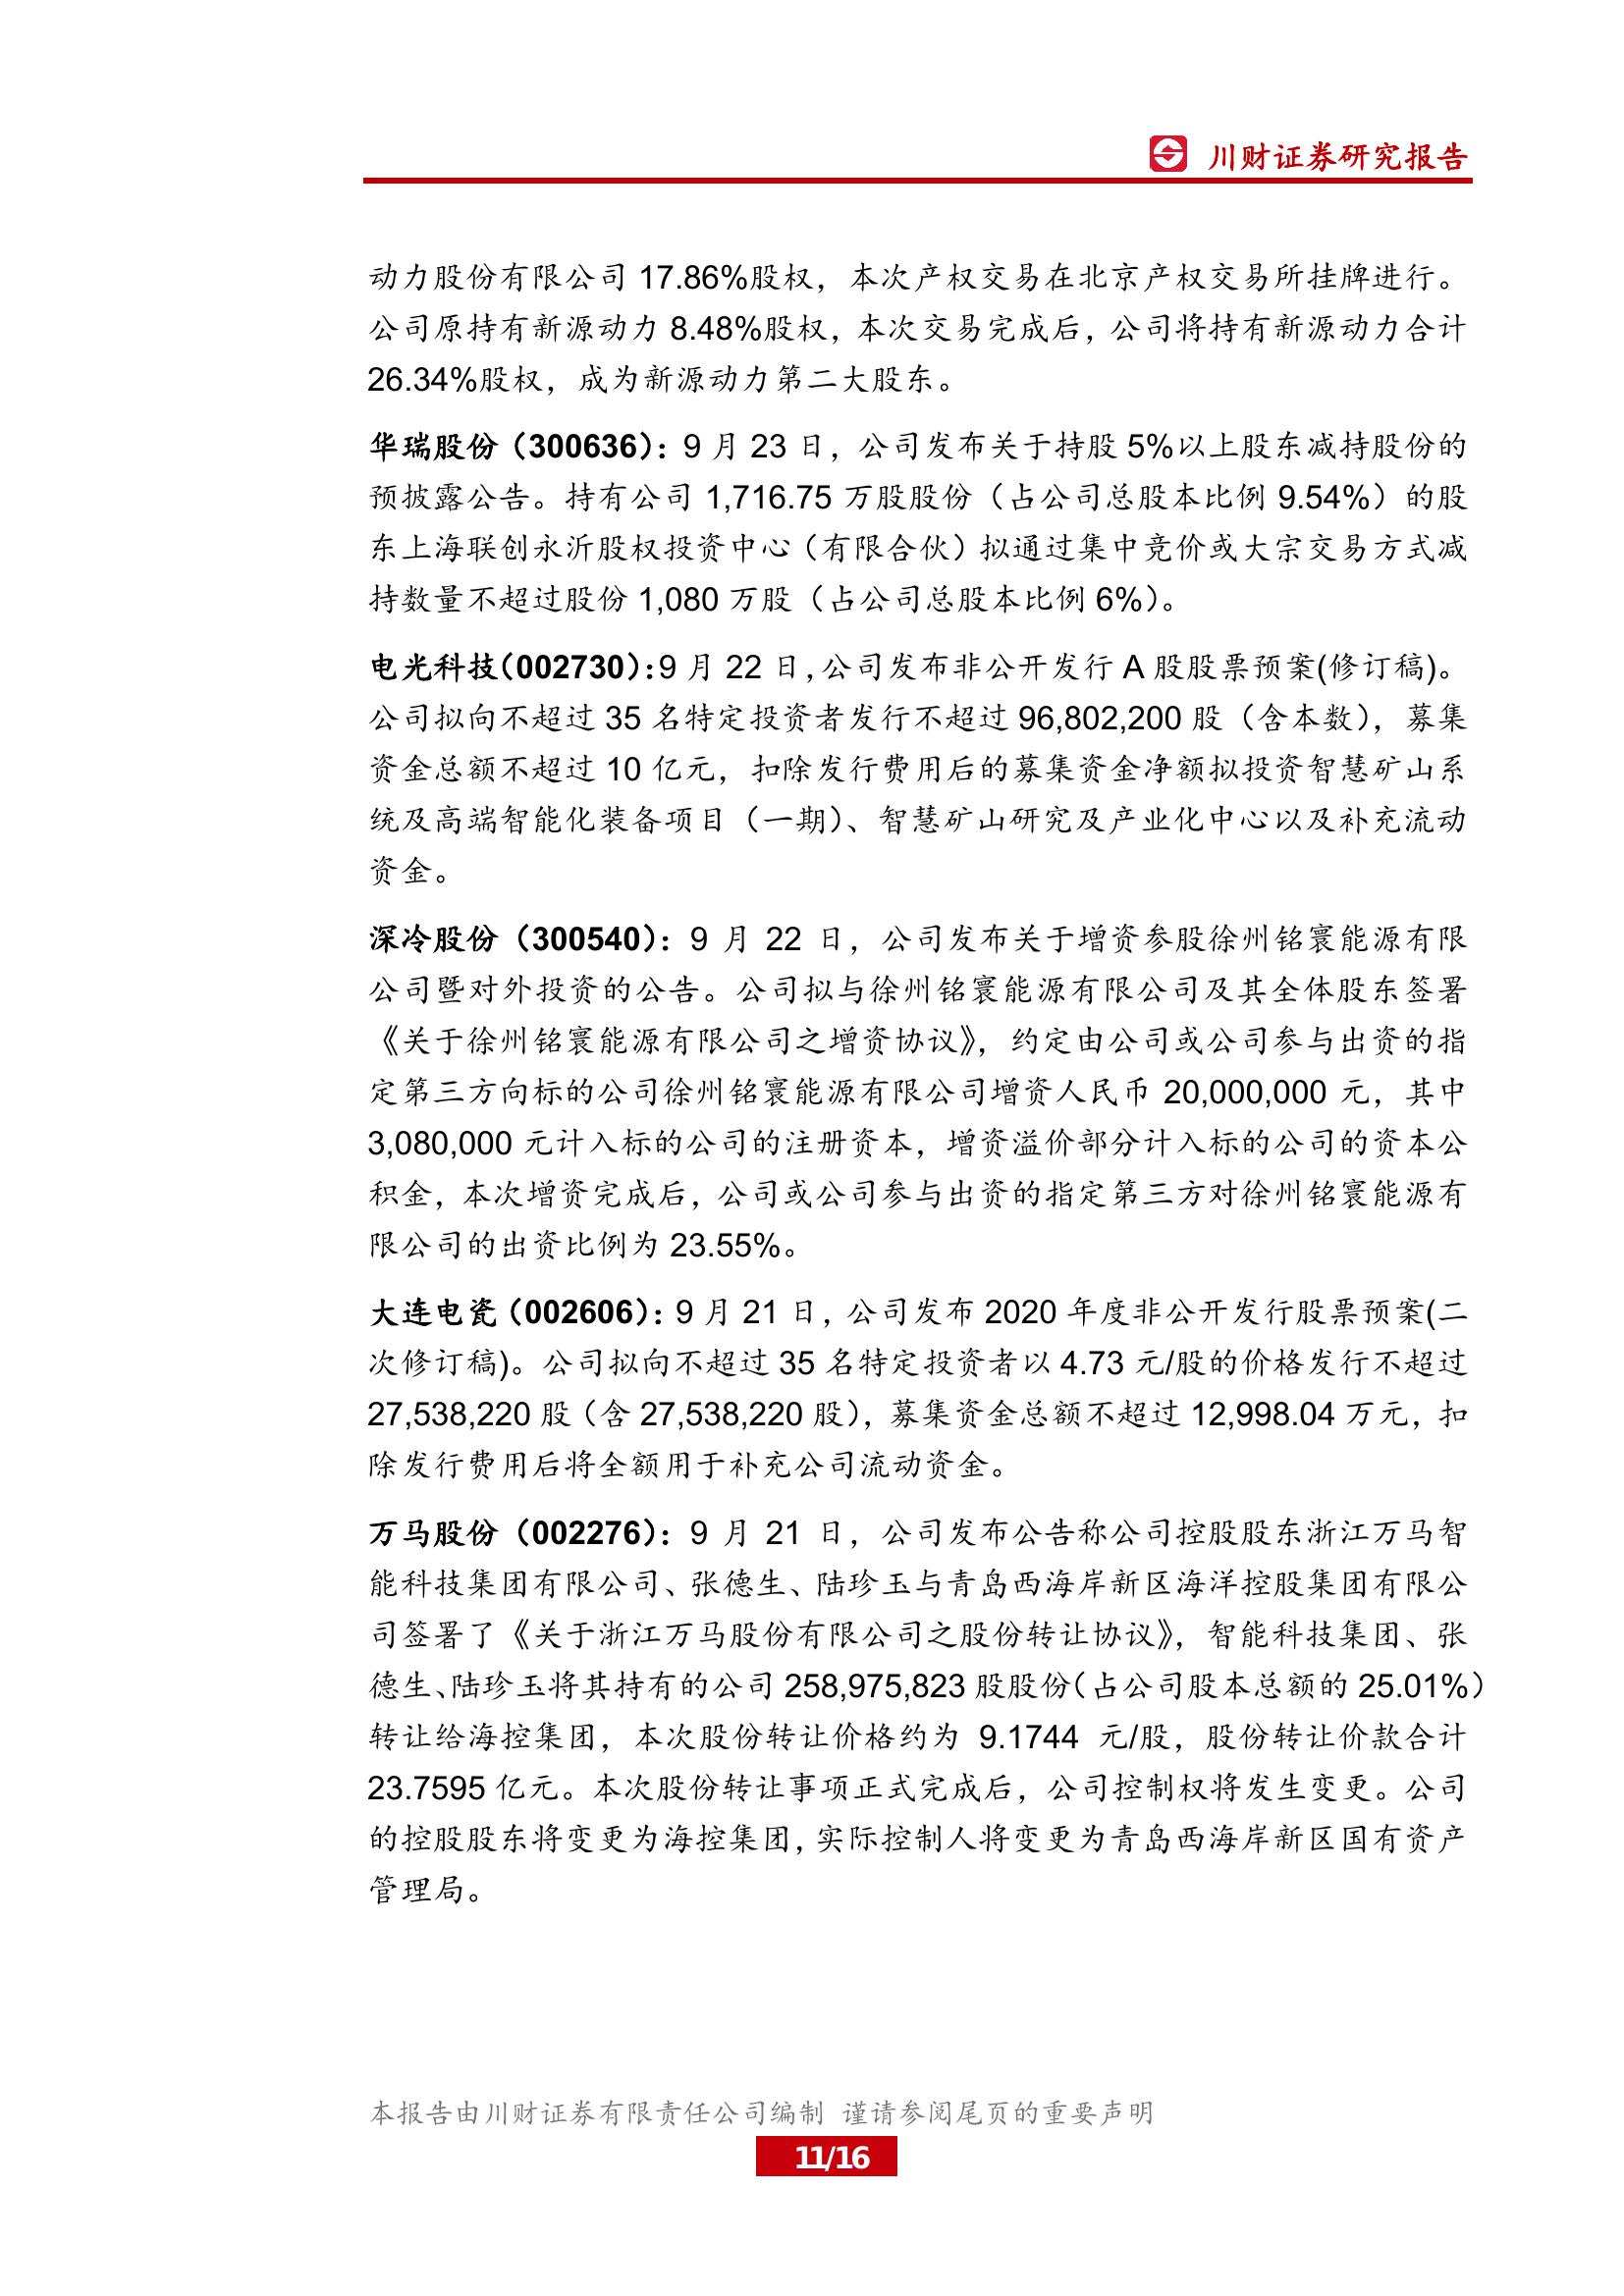 川财证券研究报告
动力股份有限公司 17.86%股权，本次产权交易在北京产权交易所挂牌进行。
公司原持有新源动力 8.48%股权，本次交易完成后，公司将持有新源动力合计
26.34%股权，成为新源动力第二大股东。
华瑞股份（300636）：9 月 23 日，公司发布关于持股 5%以上股东减持股份的
预披露公告。持有公司 1,716.75 万股股份（占公司总股本比例 9.54%）的股
东上海联创永沂股权投资中心（有限合伙）拟通过集中竞价或大宗交易方式减
持数量不超过股份 1,080 万股（占公司总股本比例 6%）。
电光科技（002730）：9 月 22 日，公司发布非公开发行 A 股股票预案(修订稿)。
公司拟向不超过 35 名特定投资者发行不超过 96,802,200 股（含本数），募集
资金总额不超过 10 亿元，扣除发行费用后的募集资金净额拟投资智慧矿山系
统及高端智能化装备项目（一期）、智慧矿山研究及产业化中心以及补充流动
资金。
深冷股份（300540）：9 月 22 日，公司发布关于增资参股徐州铭寰能源有限
公司暨对外投资的公告。公司拟与徐州铭寰能源有限公司及其全体股东签署
《关于徐州铭寰能源有限公司之增资协议》，约定由公司或公司参与出资的指
定第三方向标的公司徐州铭寰能源有限公司增资人民币 20,000,000 元，其中
3,080,000 元计入标的公司的注册资本，增资溢价部分计入标的公司的资本公
积金，本次增资完成后，公司或公司参与出资的指定第三方对徐州铭寰能源有
限公司的出资比例为 23.55%。
大连电瓷（002606）：9 月 21 日，公司发布 2020 年度非公开发行股票预案(二
次修订稿)。公司拟向不超过 35 名特定投资者以 4.73 元/股的价格发行不超过
27,538,220 股（含 27,538,220 股），募集资金总额不超过 12,998.04 万元，扣
除发行费用后将全额用于补充公司流动资金。
万马股份（002276）：9 月 21 日，公司发布公告称公司控股股东浙江万马智
能科技集团有限公司、张德生、陆珍玉与青岛西海岸新区海洋控股集团有限公
司签署了《关于浙江万马股份有限公司之股份转让协议》，智能科技集团、张
德生、陆珍玉将其持有的公司 258,975,823 股股份（占公司股本总额的 25.01%）
转让给海控集团，本次股份转让价格约为 9.1744 元/股，股份转让价款合计
23.7595 亿元。本次股份转让事项正式完成后，公司控制权将发生变更。公司
的控股股东将变更为海控集团，实际控制人将变更为青岛西海岸新区国有资产
管理局。
本报告由川财证券有限责任公司编制 谨请参阅尾页的重要声明
11/16